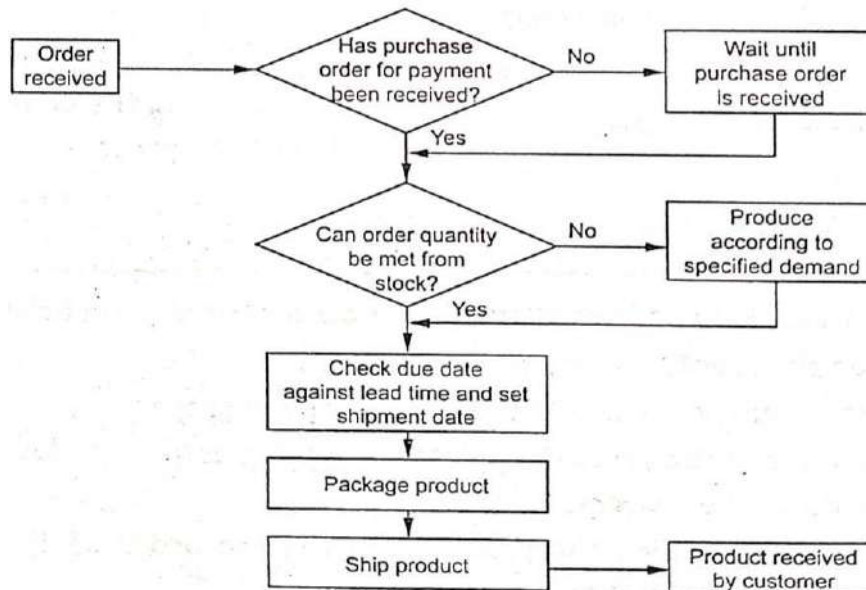 Order
received
Has purchase
order for payment
been received?
No
Wait until
purchase order
is received
Yes
Can order quantity
be met from
stock?
No
Produce
according to
specified demand
Yes
Check due date
against lead time and set
shipment date
Package product
Ship product
Product received
by customer